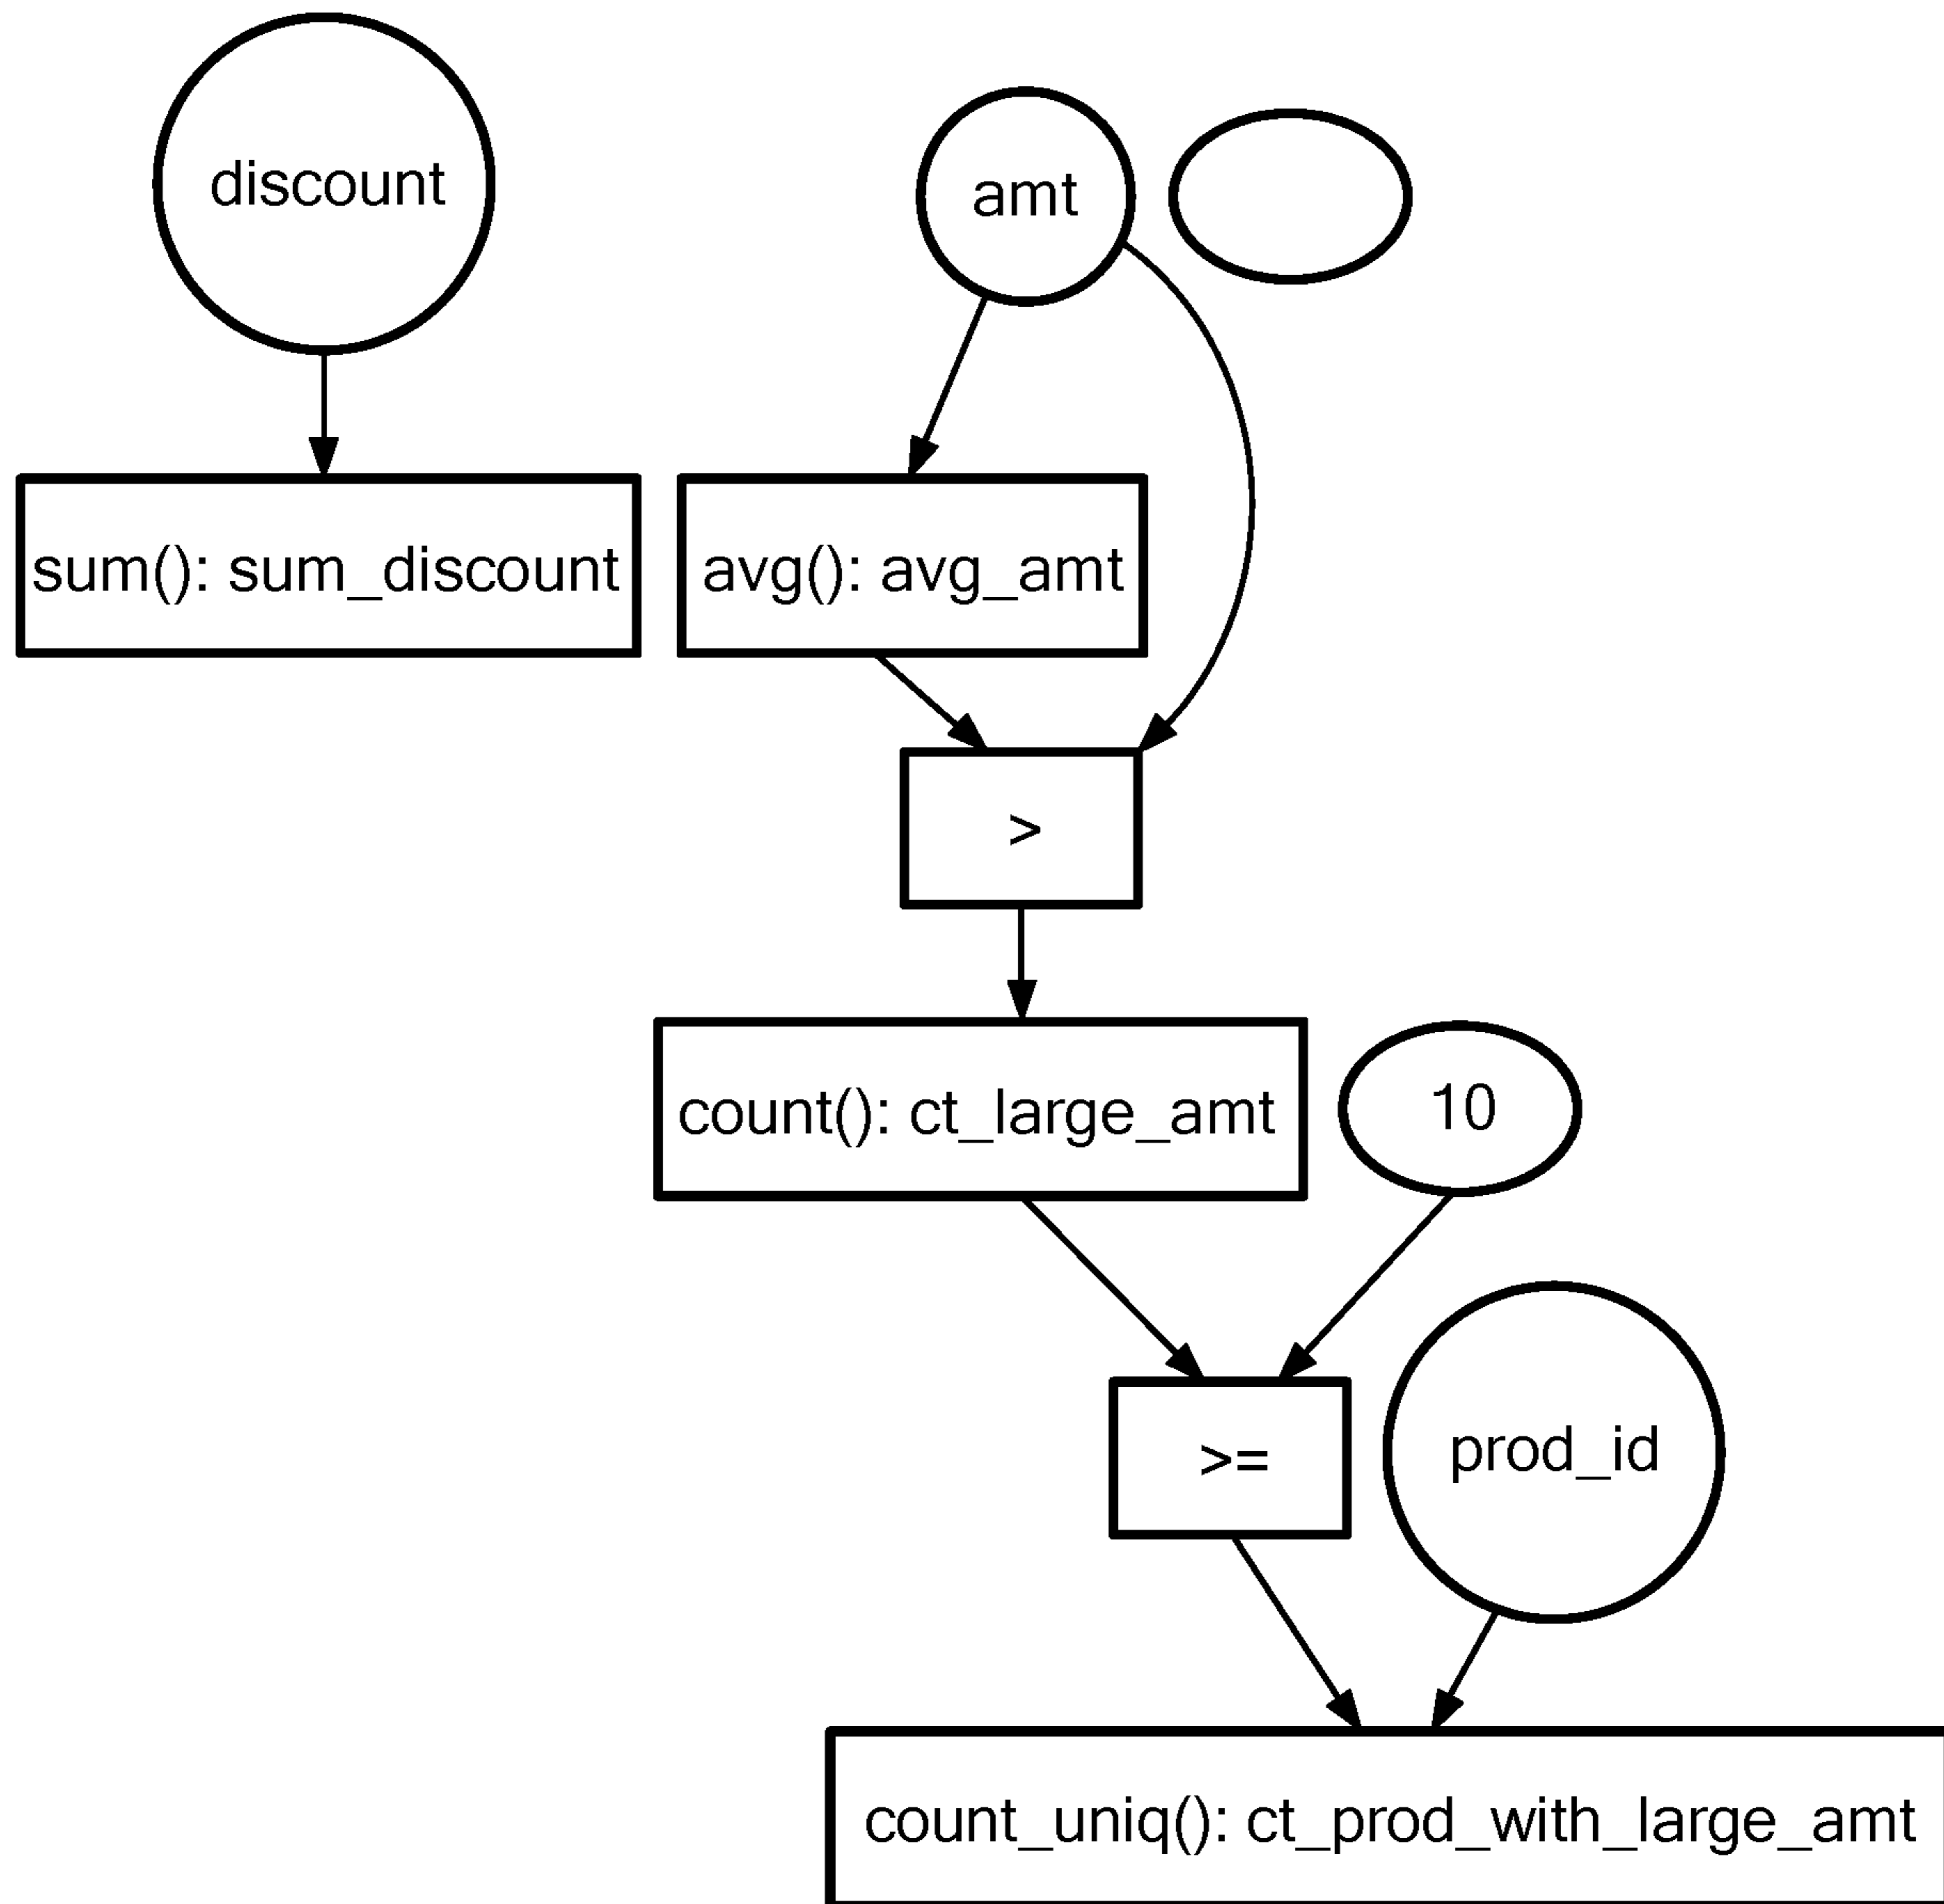 discount
amt
sum(): sum_discount
avg(): avg_amt
>
count(): ct_large_amt
10
>=
prod_id
count_uniq(): ct_prod_with_large_amt